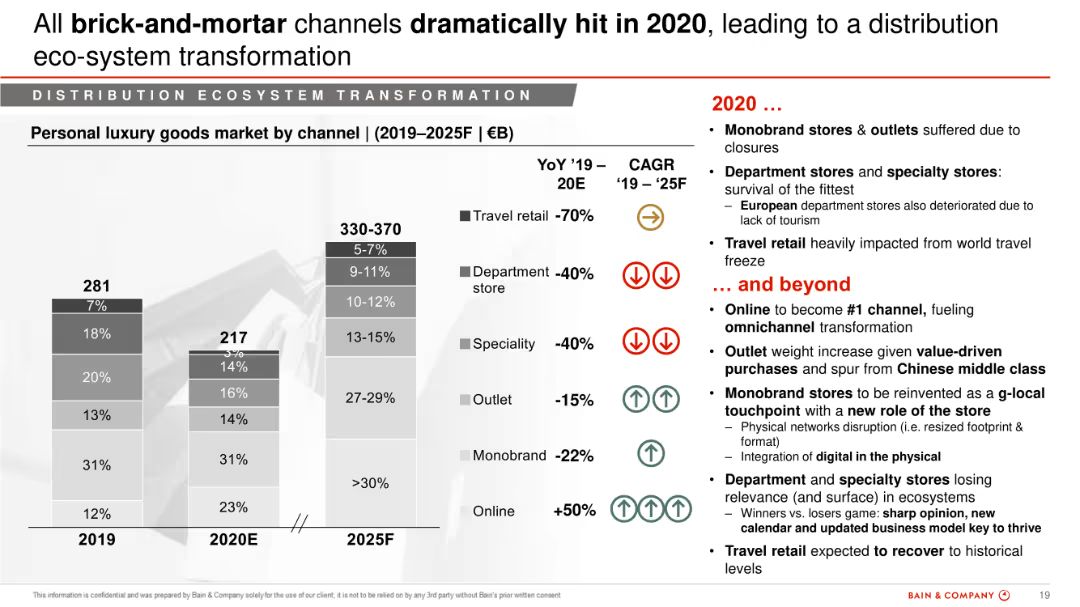 All brick-and-mortar channels dramatically hit in 2020, leading to a distribution
eco-system transformation
DISTRIBUTION ECOSYSTEM TRANSFORMATION
Personal luxury goods market by channel | (2019–2025F | €B)
281
7%
18%
20%
13%
31%
12%
2019
217
3%
14%
16%
14%
31%
23%
2020E
330-370
5-7%
9-11%
10-12%
13-15%
27-29%
>30%
2025F
YoY '19 –
20E
CAGR
'19 – '25F
Travel retail -70%
Department
store
-40%
Speciality -40%
Outlet -15%
Monobrand -22%
Online +50%
2020 …
• Monobrand stores & outlets suffered due to
closures
• Department stores and specialty stores:
survival of the fittest
– European department stores also deteriorated due to
lack of tourism
• Travel retail heavily impacted from world travel
freeze
… and beyond
• Online to become #1 channel, fueling
omnichannel transformation
• Outlet weight increase given value-driven
purchases and spur from Chinese middle class
• Monobrand stores to be reinvented as a g-local
touchpoint with a new role of the store
– Physical networks disruption (i.e. resized footprint &
format)
– Integration of digital in the physical
• Department and specialty stores losing
relevance (and surface) in ecosystems
– Winners vs. losers game: sharp opinion, new
calendar and updated business model key to thrive
• Travel retail expected to recover to historical
levels
This information is confidential and was prepared by Bain & Company solely for the use of our client; it is not to be relied on by any 3rd party without Bain's prior written consent
BAIN & COMPANY
19